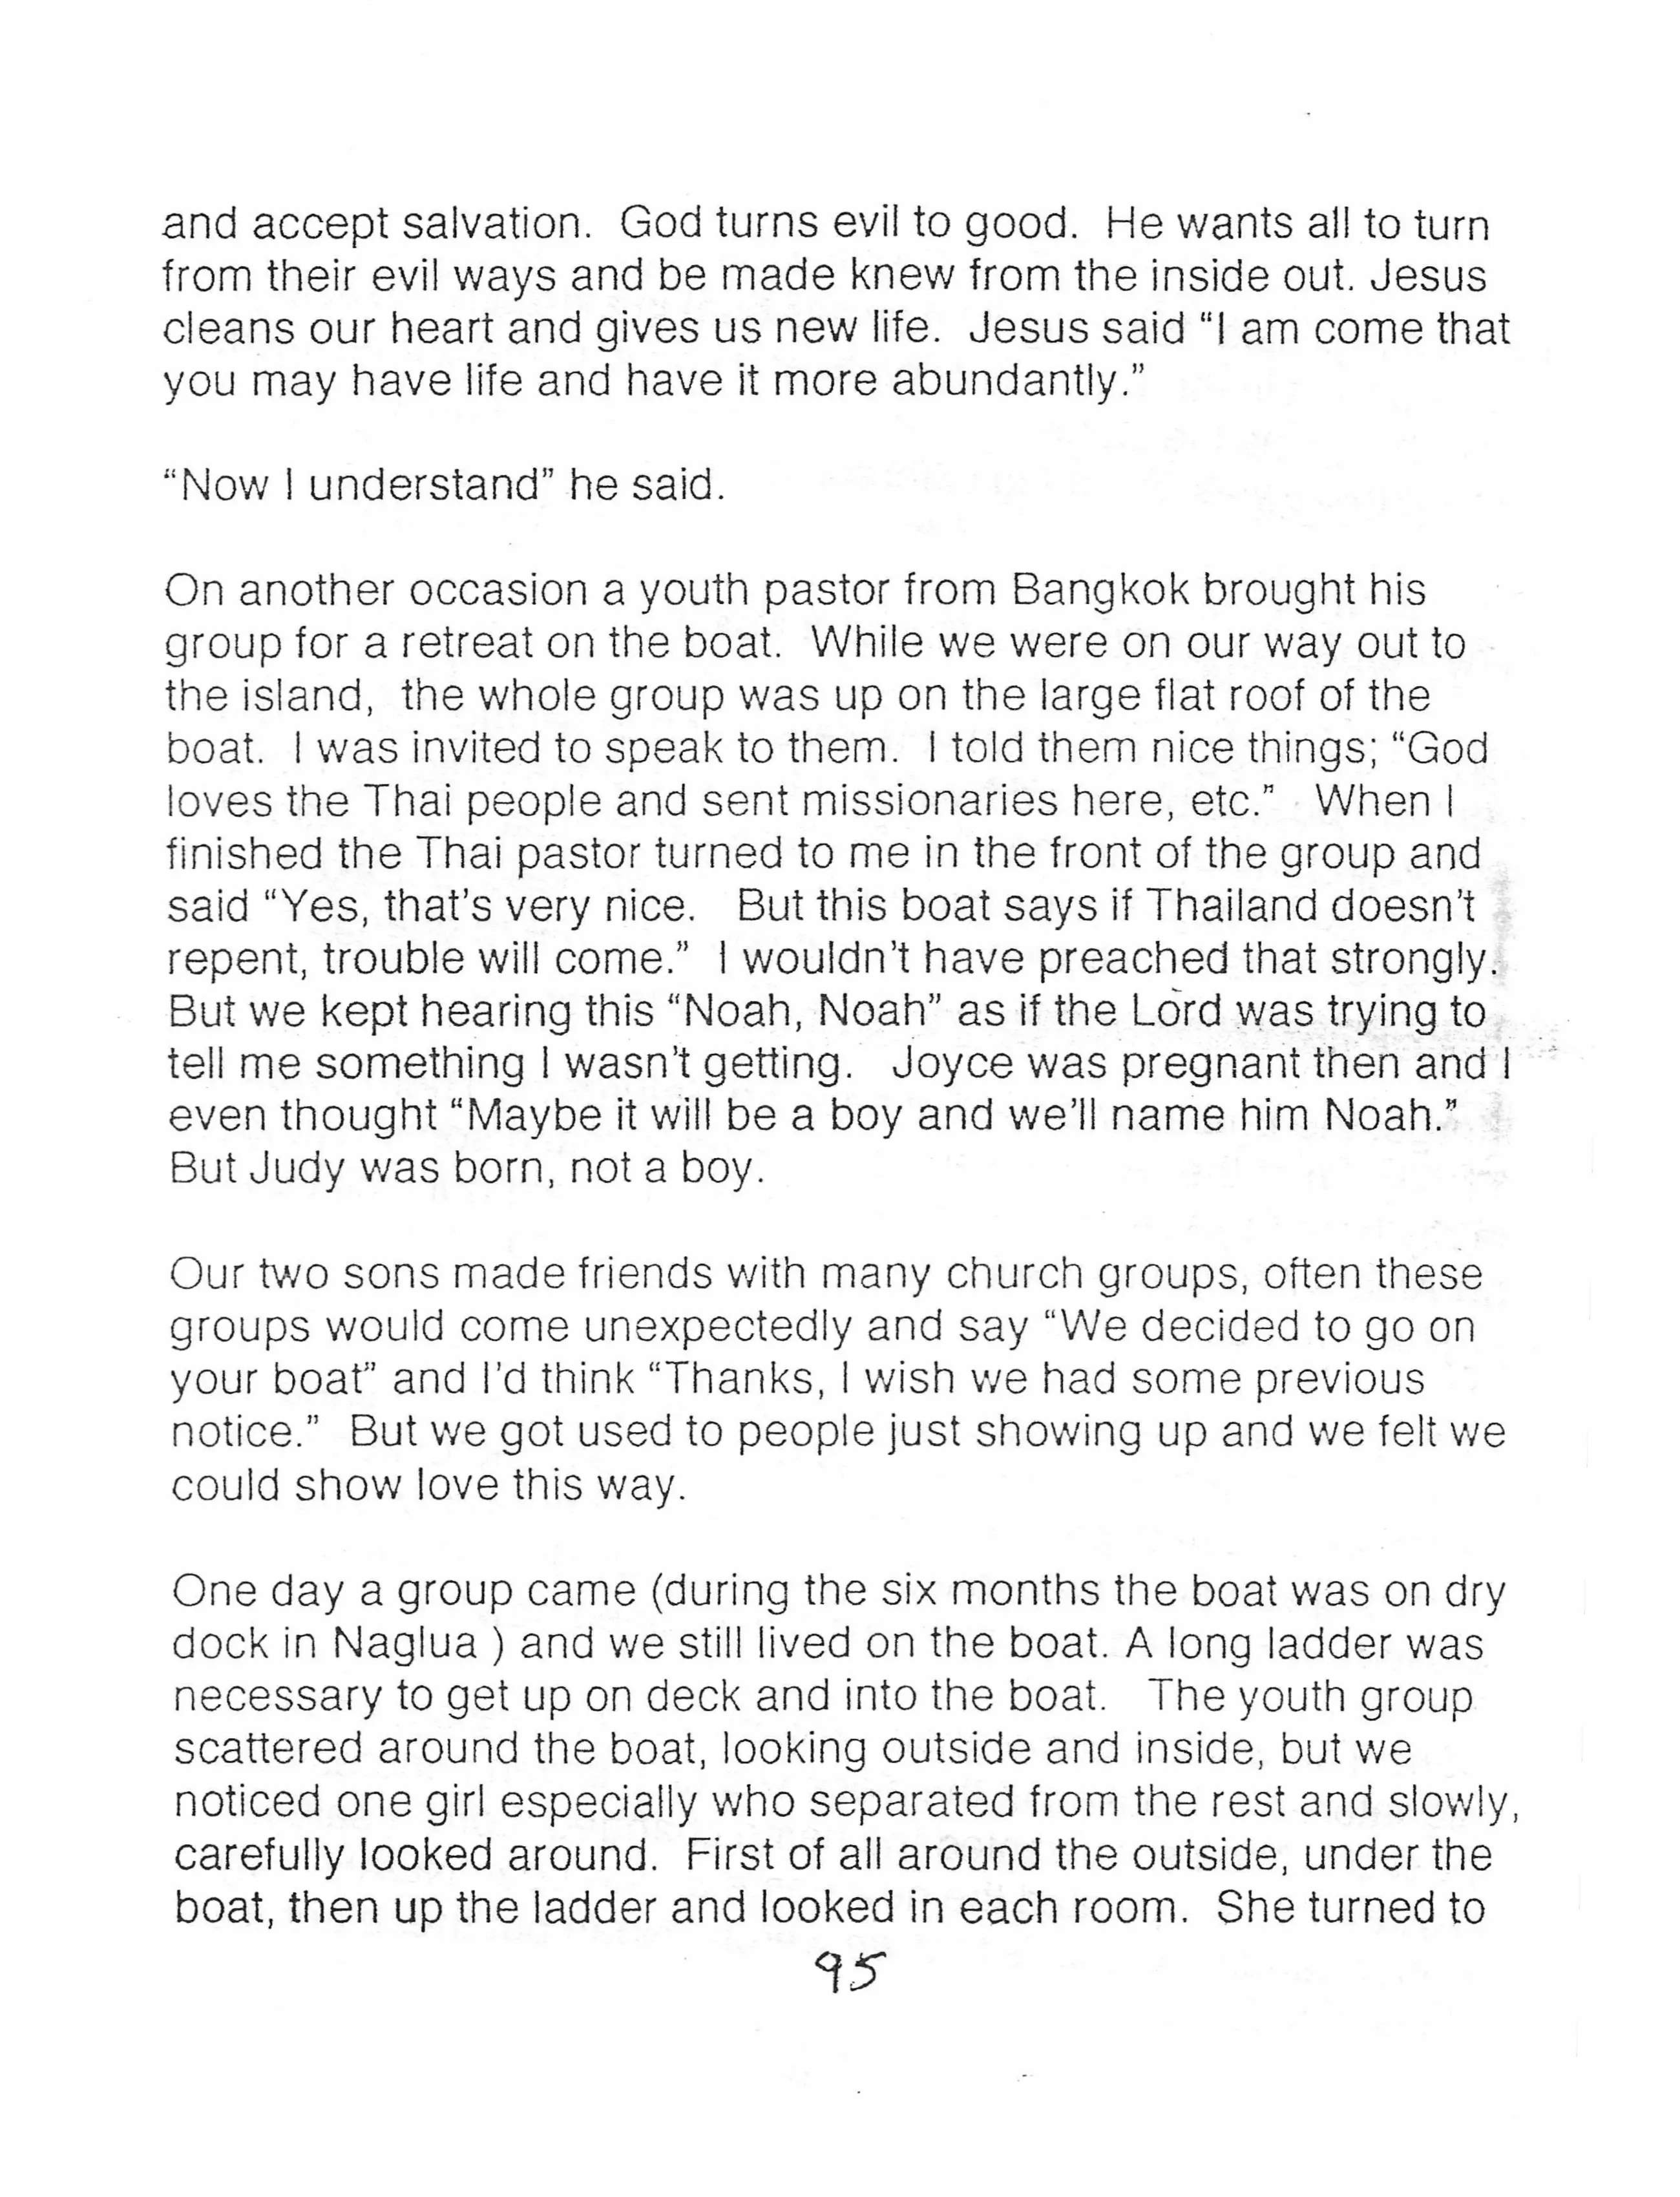 and accept salvation.  God turns evil to good.  He wants all to turn
from their evil ways and be made knew from the inside out. Jesus
cleans our heart and gives us new life.  Jesus said “I am come that
you may have life and have it more abundantly.”
“Now I understand” he said.
On another occasion a youth pastor from Bangkok brought his
group for a retreat on the boat.  While we were on our way out to
the island,  the whole group was up on the large flat roof of the
boat.  I was invited to speak to them.  I told them nice things; “God
loves the Thai people and sent missionaries here, etc.”  When I
finished the Thai pastor turned to me in the front of the group and
said “Yes, that’s very nice.   But this boat says if Thailand doesn’t
repent, trouble will come.”  I wouldn’t have preached that strongly.
But we kept hearing this “Noah, Noah” as if the Lord was trying to
tell me something I wasn’t getting.   Joyce was pregnant then and I
even thought “Maybe it will be a boy and we’ll name him Noah.”
But Judy was born, not a boy.
Our two sons made friends with many church groups, often these
groups would come unexpectedly and say “We decided to go on
your boat” and I’d think “Thanks, I wish we had some previous
notice.”  But we got used to people just showing up and we felt we
could show love this way.
One day a group came (during the six months the boat was on dry
dock in Naglua ) and we still lived on the boat. A long ladder was
necessary to get up on deck and into the boat.   The youth group
scattered around the boat, looking outside and inside, but we
noticed one girl especially who separated from the rest and slowly,
carefully looked around.  First of all around the outside, under the
boat, then up the ladder and looked in each room.  She turned to
95